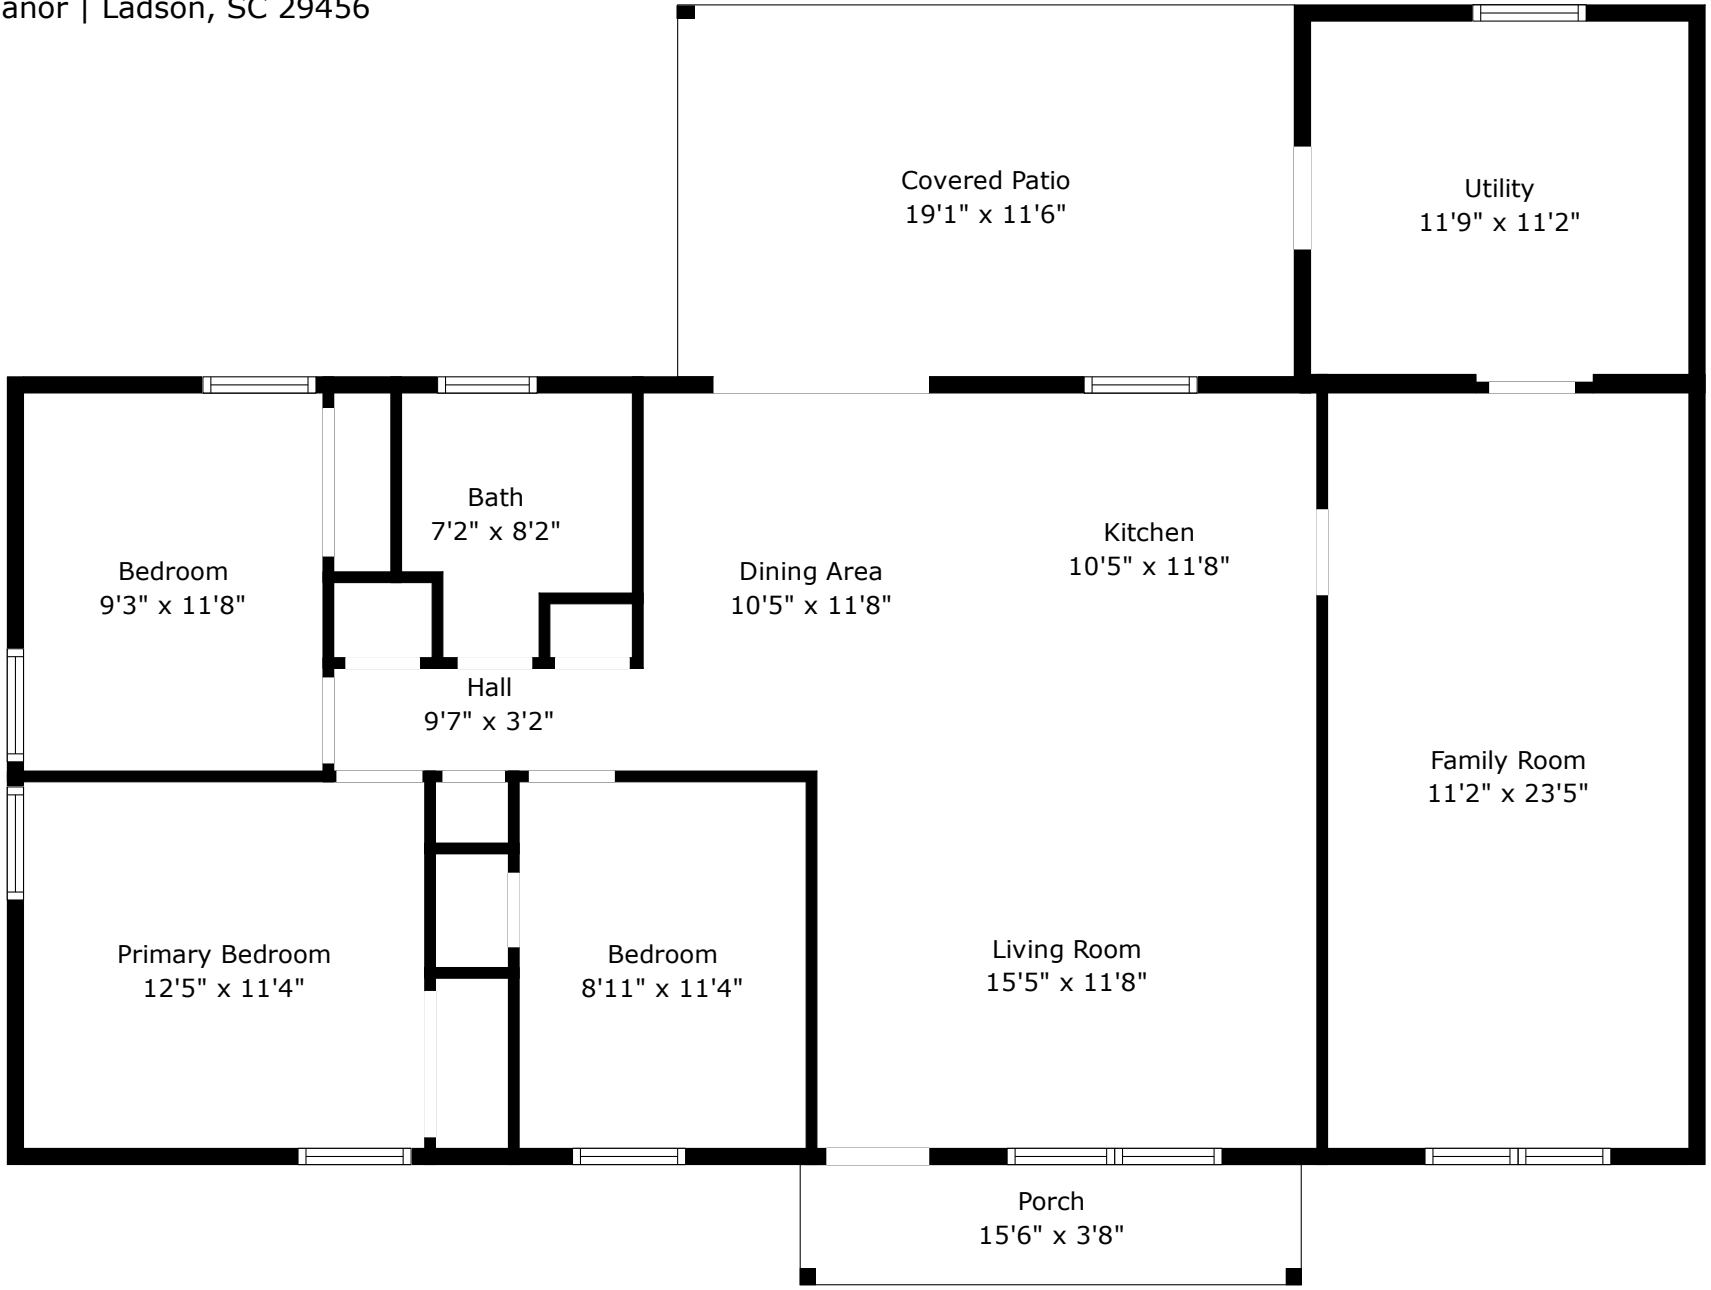 anor | Ladson, SC 29456
Covered Patio
19'1" x 11'6"
Utility
11'9" x 11'2"
Bath
7'2" x 8'2"
Kitchen
10'5" x 11'8"
Bedroom
9'3" x 11'8"
Dining Area
10'5" x 11'8"
Hall
9'7" x 3'2"
Family Room
11'2" x 23'5"
Primary Bedroom
12'5" x 11'4"
Bedroom
8'11" x 11'4"
Living Room
15'5" x 11'8"
Porch
15'6" x 3'8"